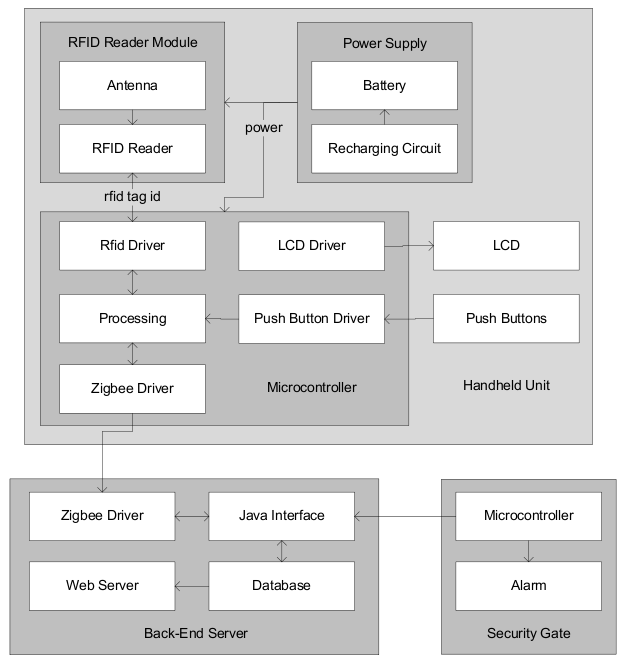 RFID Reader Module
Antenna
RFID Reader
Power Supply
Battery
Recharging Circuit
power
rfid tag id
Rfid Driver
LCD Driver
LCD
Processing
Push Button Driver
Push Buttons
Zigbee Driver
Microcontroller
Handheld Unit
Zigbee Driver
Java Interface
Web Server
Database
Back-End Server
Microcontroller
Alarm
Security Gate